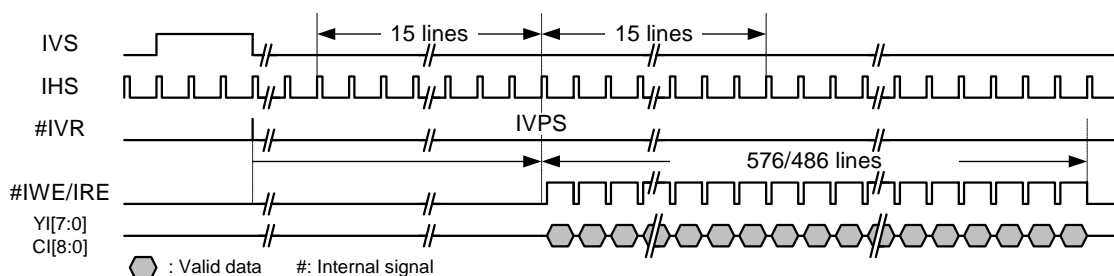 15 lines 15 lines
IVS
IHS
#IVR
IVPS
576/486 lines
#IWE/IRE
YI[7:0]
CI[8:0]
: Valid data #: Internal signal